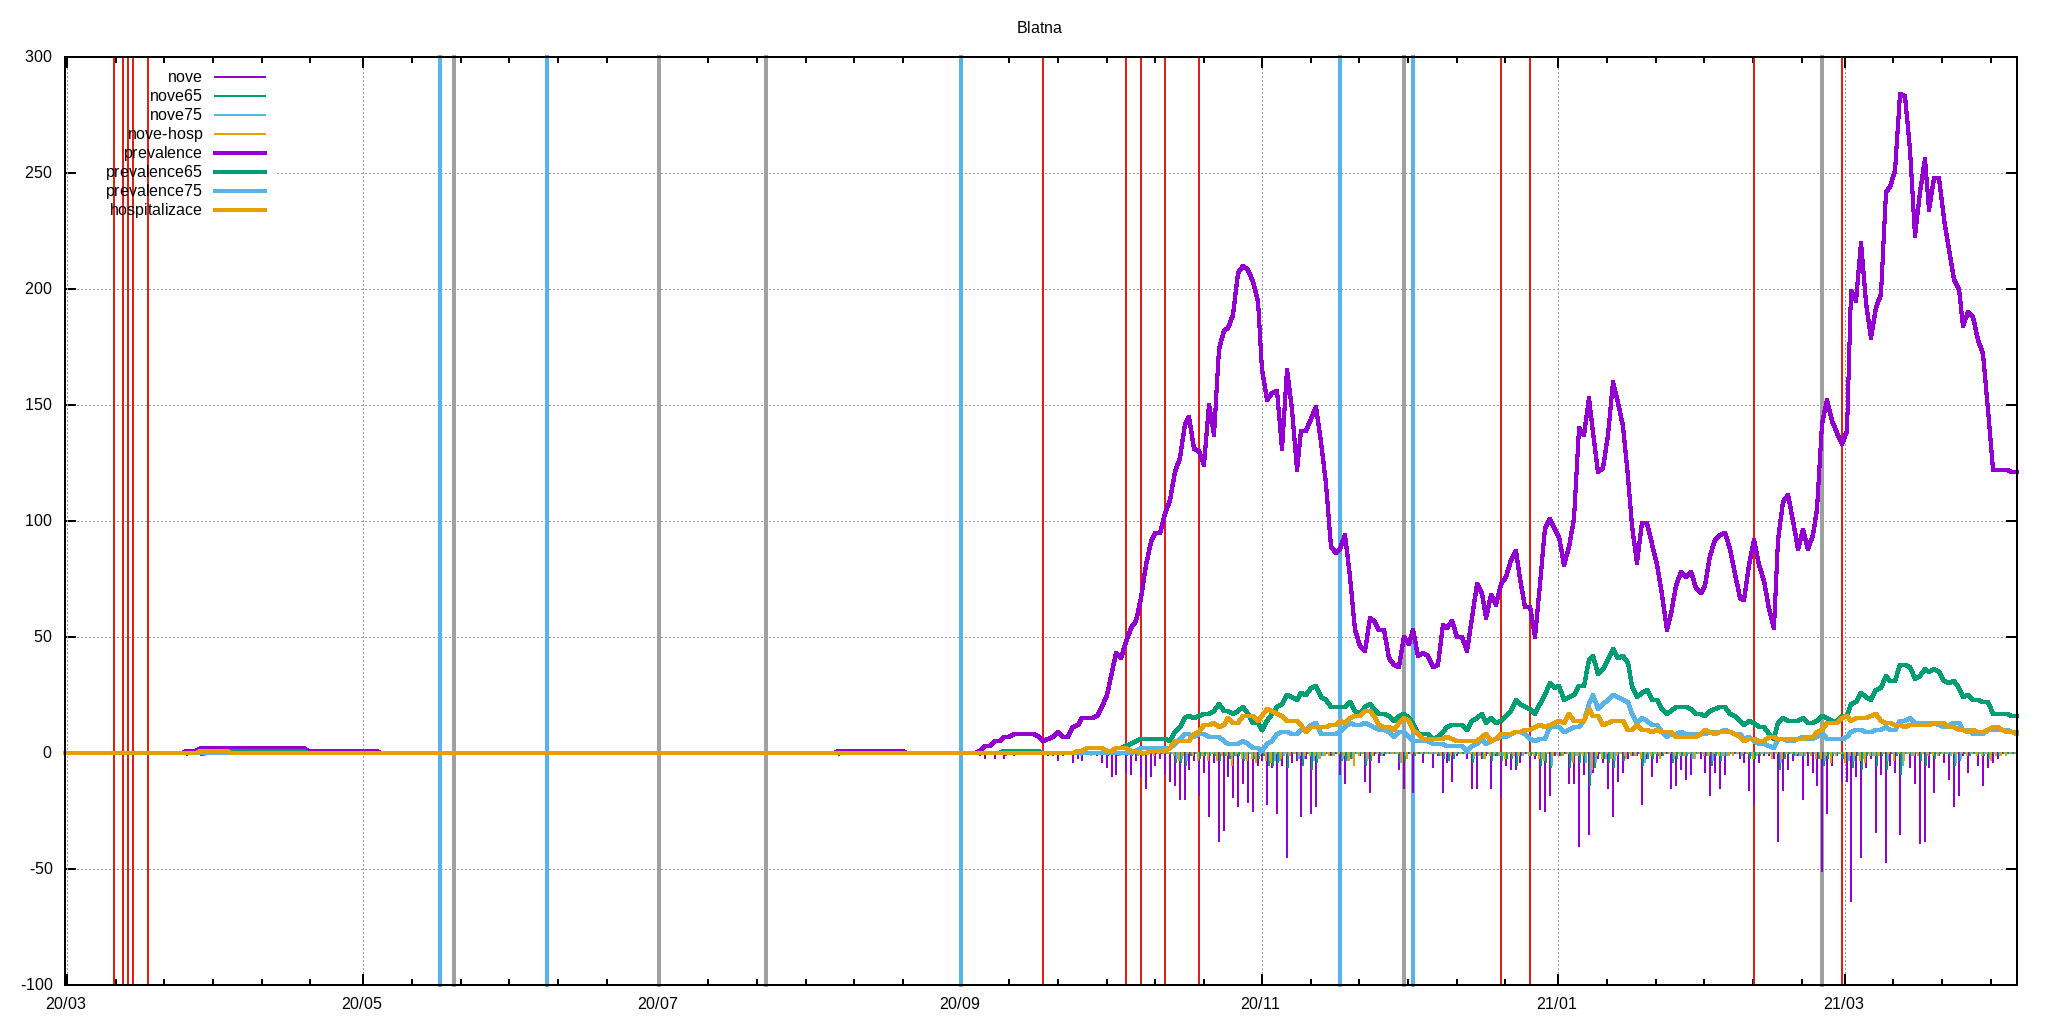 Blatna
300
nove
nove65
nove75
nove-hosp
prevalence
prevalence65
prevalence75
hospitalizace
250
200
150
100
50
0
-50
-100
20/03 20/05 20/07 20/09 20/11 21/01 21/03